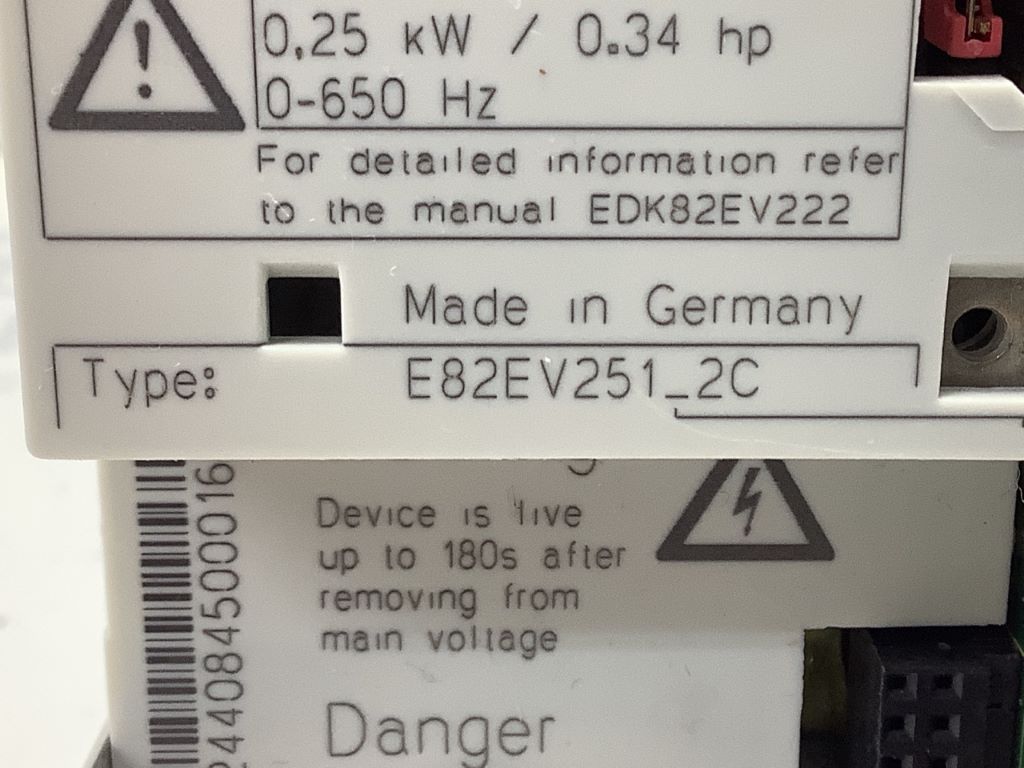 0,25 kW / 0.34 hp
0-650 Hz
For detailed information refer
to the manual EDK82EV222
Made in Germany
Type: E82EV251_2C
Device is live
up to 180s after
removing from
main voltage
Danger